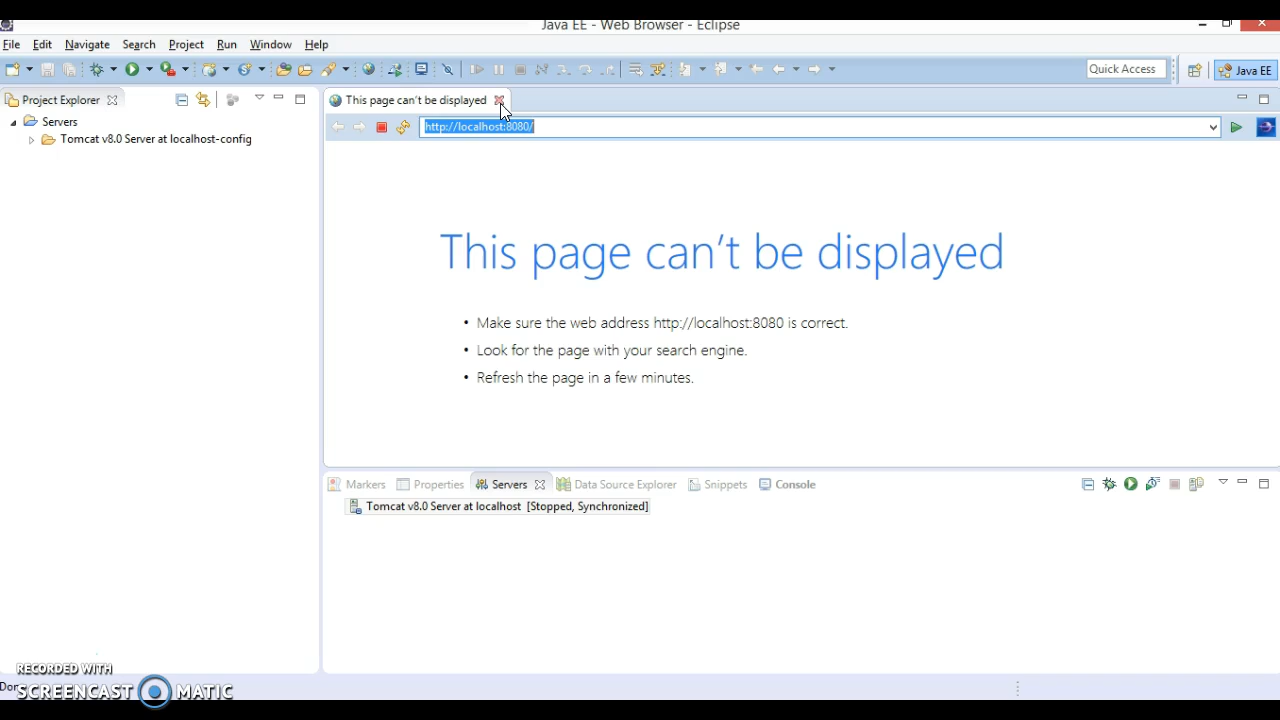 Java EE - Web Browser - Eclipse
File Edit Navigate Search Project Run Window Help
Quick Access
Java EE
Project Explorer
Servers
Tomcat v8.0 Server at localhost-config
This page can't be displayed
http://localhost:8080/
This page can't be displayed
• Make sure the web address http://localhost:8080 is correct.
• Look for the page with your search engine.
• Refresh the page in a few minutes.
Markers Properties Servers Data Source Explorer Snippets Console
Tomcat v8.0 Server at localhost [Stopped, Synchronized]
RECORDED WITH
SCREENCAST MATIC